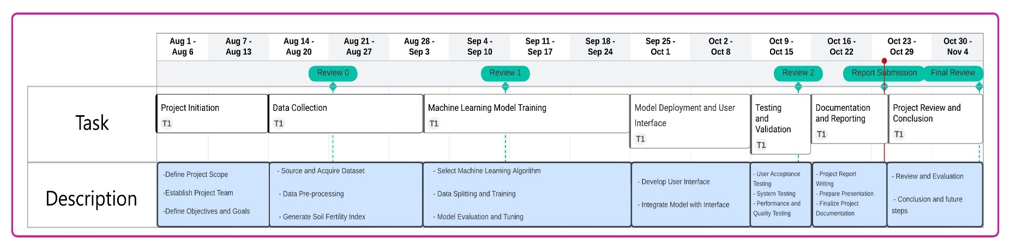 Aug 1 - Aug 7 - Aug 14 - Aug 21 - Aug 28 - Sep 4 - Sep 11 - Sep 18 - Sep 25 - Oct 2 - Oct 9 - Oct 16 - Oct 23 - Oct 30 -
Aug 6 Aug 13 Aug 20 Aug 27 Sep 3 Sep 10 Sep 17 Sep 24 Oct 1 Oct 8 Oct 15 Oct 22 Oct 29 Nov 4
Review 0 Review 1 Review 2 Report Submission Final Review
Task
Project Initiation
T1
Data Collection
T1
Machine Learning Model Training
T1
Model Deployment and User
Interface
T1
Testing
and
Validation
T1
Documentation
and Reporting
T1
Project Review and
Conclusion
T1
Description
-Define Project Scope
-Establish Project Team
-Define Objectives and Goals
- Source and Acquire Dataset
- Data Pre-processing
- Generate Soil Fertility Index
- Select Machine Learning Algorithm
- Data Splitting and Training
- Model Evaluation and Tuning
- Develop User Interface
- Integrate Model with Interface
- User Acceptance
Testing
- System Testing
- Performance and
Quality Testing
- Project Report
Writing
- Prepare Presentation
- Finalize Project
Documentation
- Review and Evaluation
- Conclusion and future
steps